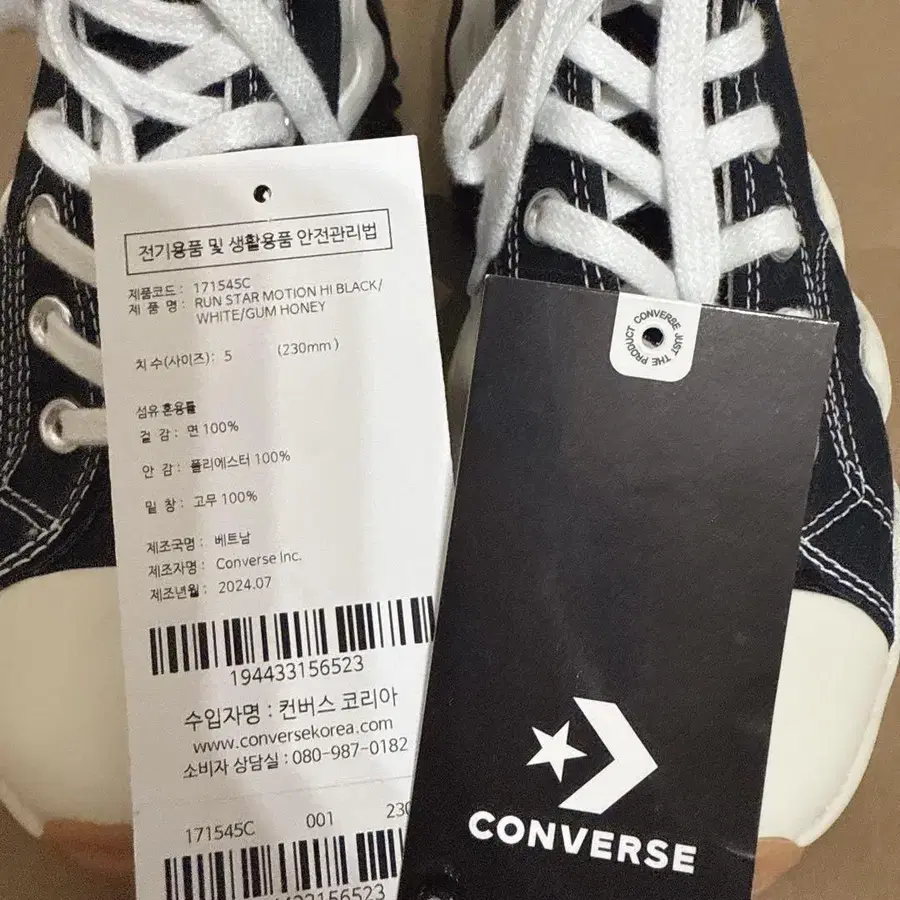 전기용품 및 생활용품 안전관리법
제품코드 : 171545C
제 품 명 : RUN STAR MOTION HI BLACK/
WHITE/GUM HONEY
치 수(사이즈) : 5 (230mm )
섬유 혼용률
겉 감 : 면 100%
안 감 : 폴리에스터 100%
밑 창 : 고무 100%
제조국명 : 베트남
제조자명 : Converse Inc.
제조년월 : 2024.07
194433156523
수입자명 : 컨버스 코리아
www.conversekorea.com
소비자 상담실 : 080-987-0182
171545C 001 230
194433156523
CONVERSE JUST THE PRODUCT
CONVERSE